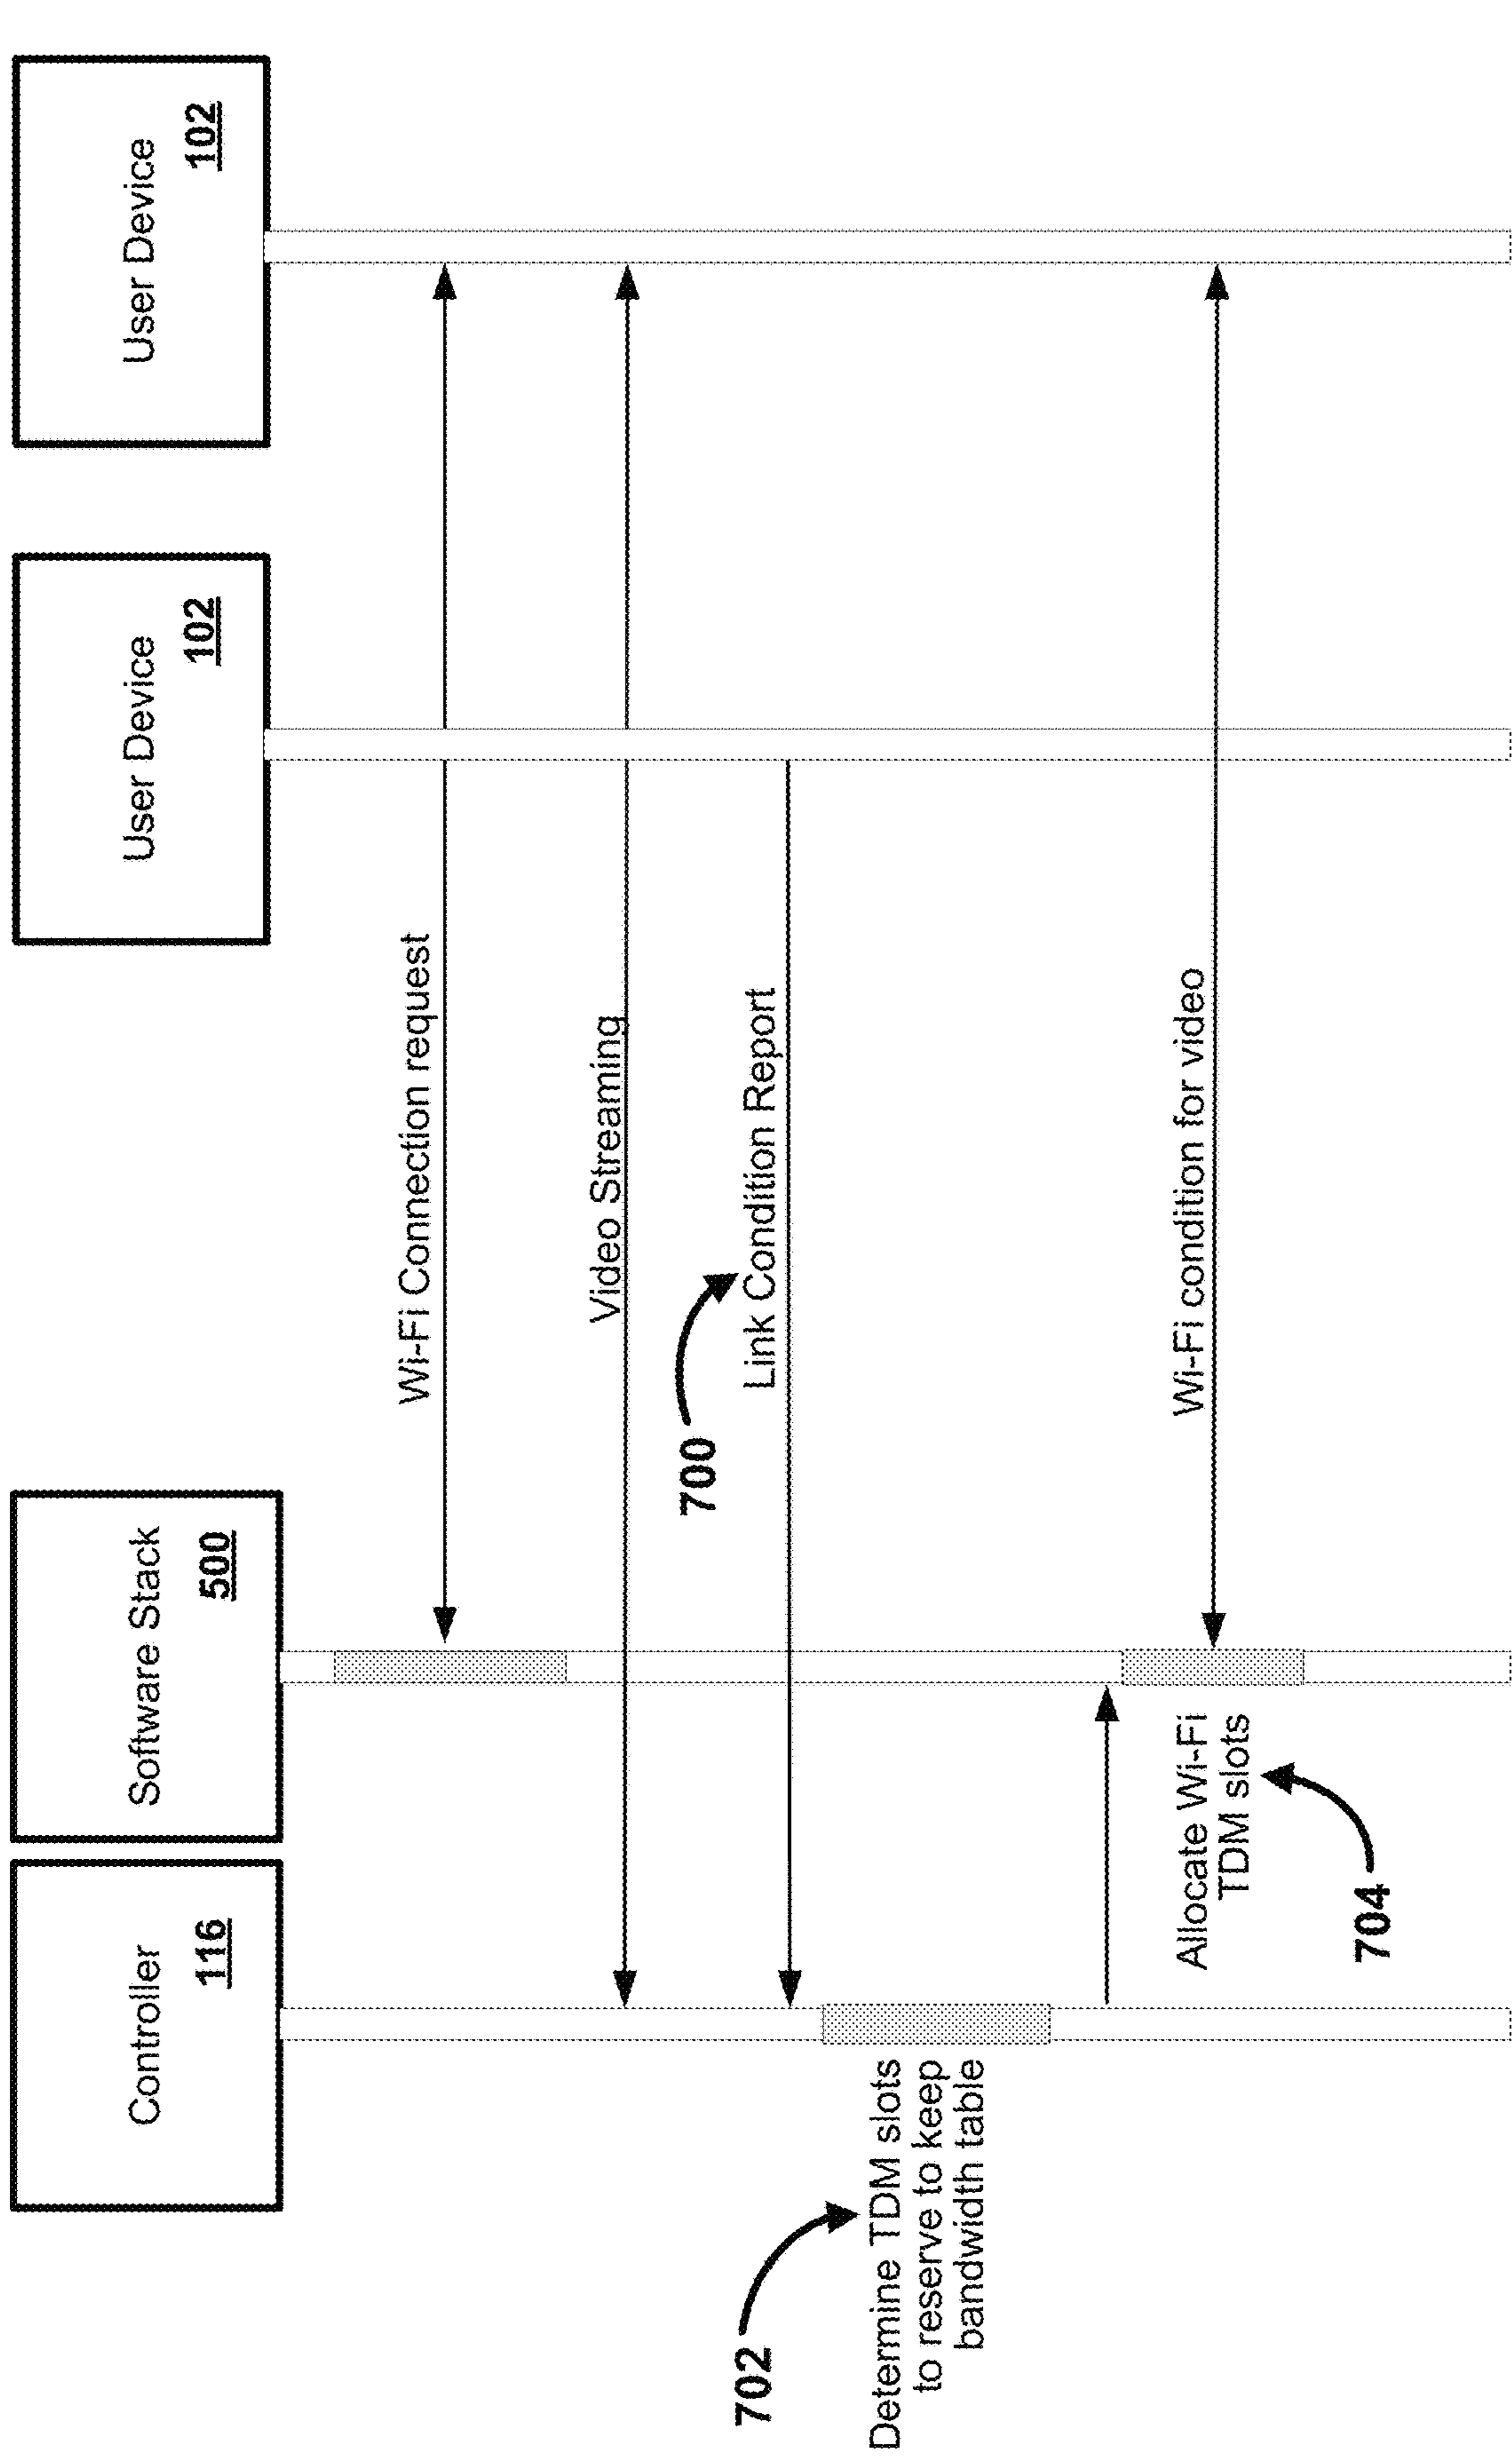 Controller
116
Software Stack
500
User Device
102
User Device
102
Wi-Fi Connection request
Video Streaming
700
Link Condition Report
702
Determine TDM slots
to reserve to keep
bandwidth table
Allocate Wi-Fi
TDM slots
704
Wi-Fi condition for video